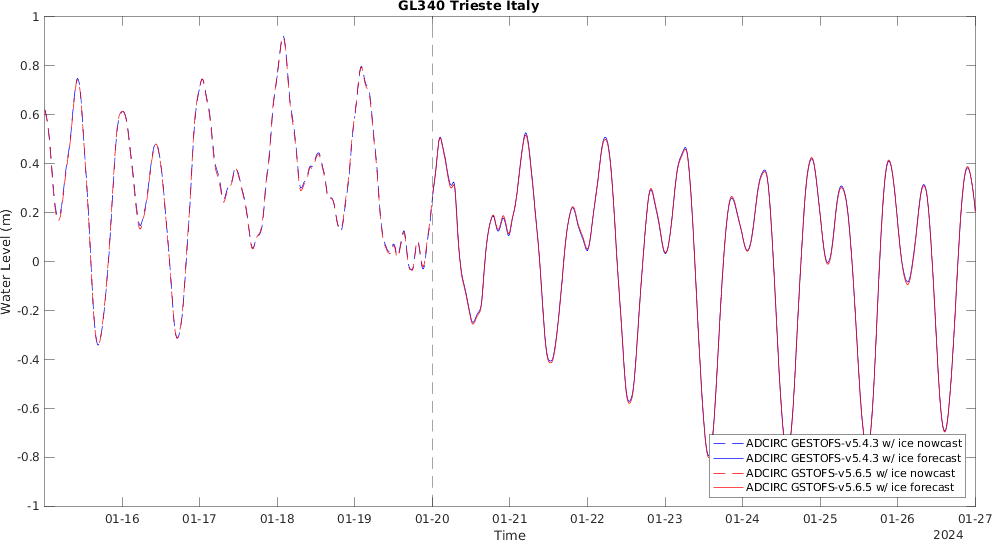 GL340 Trieste Italy
Water Level (m)
1
0.8
0.6
0.4
0.2
0
-0.2
-0.4
-0.6
-0.8
-1
ADCIRC GESTOFS-v5.4.3 w/ ice nowcast
ADCIRC GESTOFS-v5.4.3 w/ ice forecast
ADCIRC GSTOFS-v5.6.5 w/ ice nowcast
ADCIRC GSTOFS-v5.6.5 w/ ice forecast
01-16 01-17 01-18 01-19 01-20 01-21 01-22 01-23 01-24 01-25 01-26 01-27
Time
2024